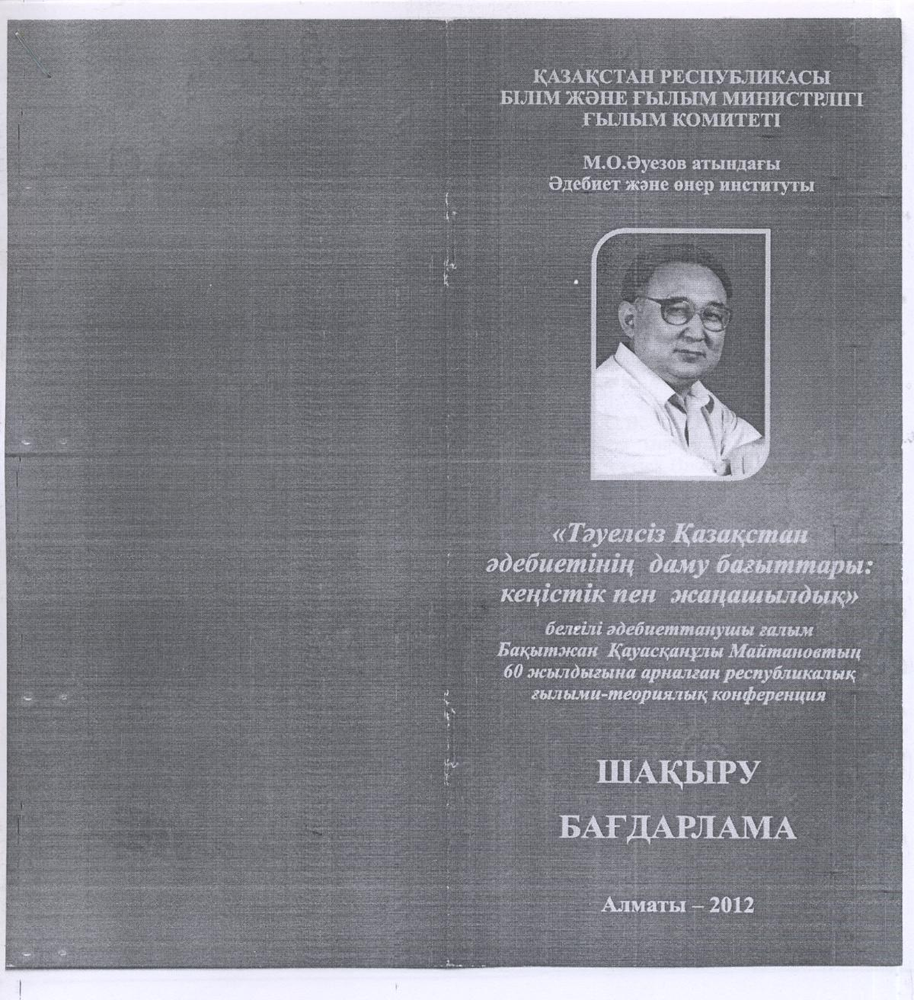 ҚАЗАҚСТАН РЕСПУБЛИКАСЫ
БІЛІМ ЖӘНЕ ҒЫЛЫМ МИНИСТРЛІГІ
ҒЫЛЫМ КОМИТЕТІ
М.О.Әуезов атындағы
Әдебиет және өнер институты
«Тәуелсіз Қазақстан
әдебиетінің даму бағыттары:
кеңістік пен жаңашылдық»
белгілі әдебиеттанушы ғалым
Бақытжан Қауасқанұлы Майтановтың
60 жылдығына арналған республикалық
ғылыми-теориялық конференция
ШАҚЫРУ
БАҒДАРЛАМА
Алматы – 2012